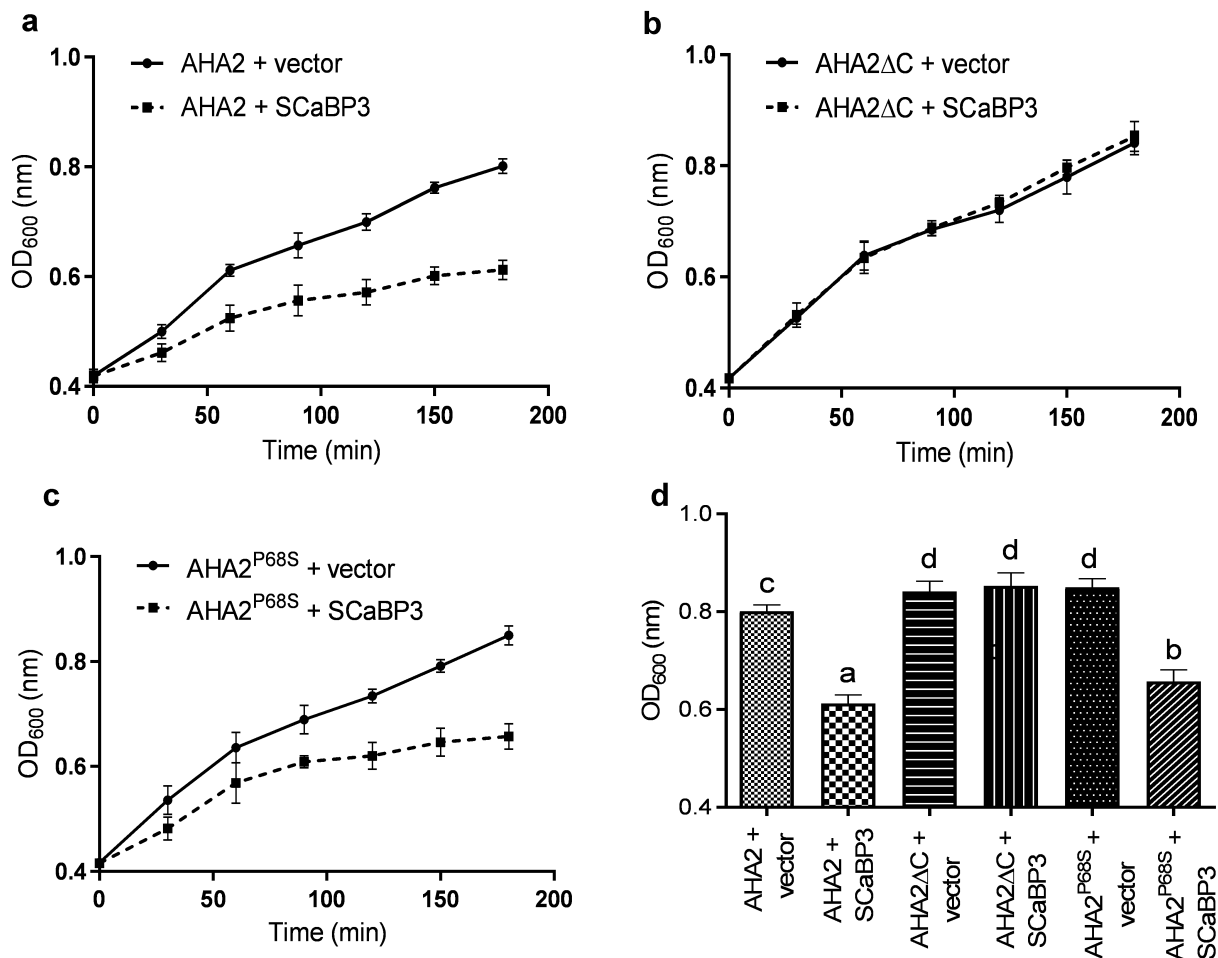 a
1.0
0.8
0.6
0.4
OD600 (nm)
AHA2 + vector
AHA2 + SCaBP3
0 50 100 150 200
Time (min)
b
1.0
0.8
0.6
0.4
OD600 (nm)
AHA2ΔC + vector
AHA2ΔC + SCaBP3
0 50 100 150 200
Time (min)
c
1.0
0.8
0.6
0.4
OD600 (nm)
AHA2P68S + vector
AHA2P68S + SCaBP3
0 50 100 150 200
Time (min)
d
1.0
0.8
0.6
0.4
OD600 (nm)
c
a
d
d
d
b
AHA2 +
vector
AHA2 +
SCaBP3
AHA2ΔC +
vector
AHA2ΔC +
SCaBP3
AHA2P68S +
vector
AHA2P68S +
SCaBP3